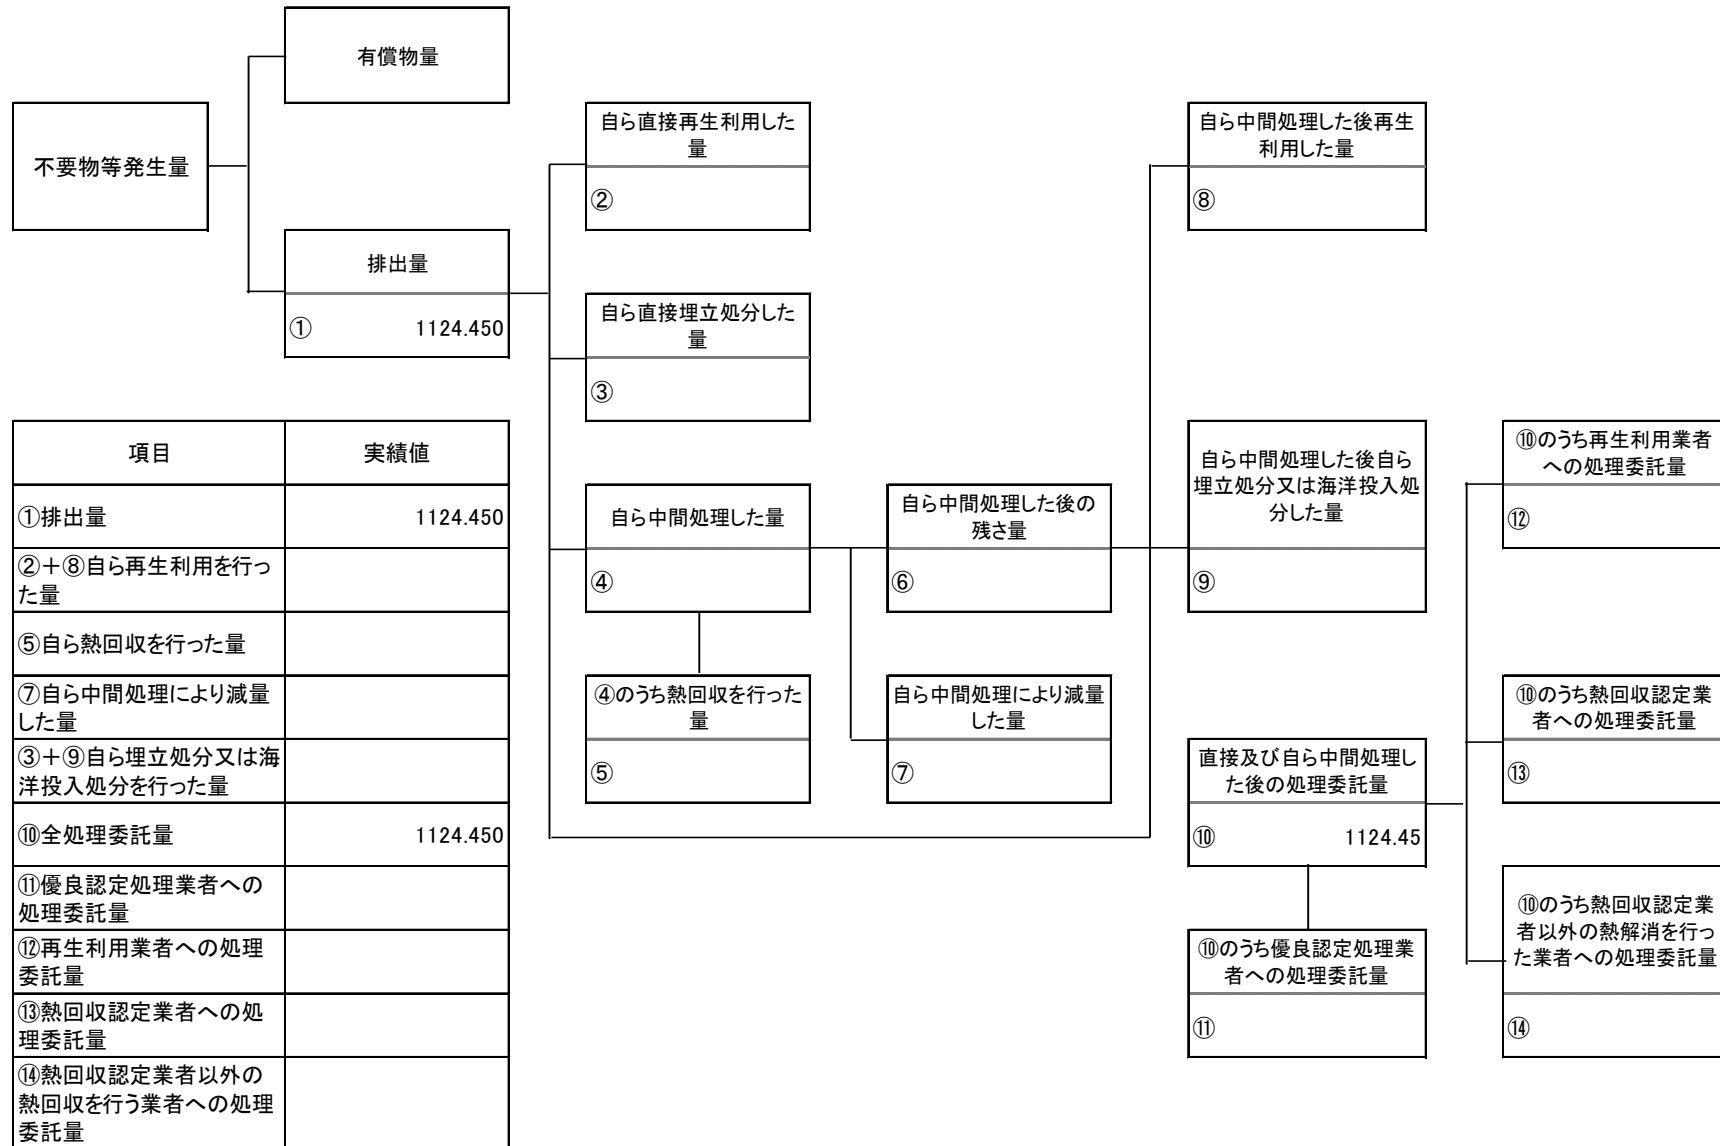 有償物量
不要物等発生量
排出量
① 1124.450
自ら直接再生利用した
量
②
自ら直接埋立処分した
量
③
自ら中間処理した量
④
④のうち熱回収を行った
量
⑤
自ら中間処理した後の
残さ量
⑥
自ら中間処理により減量
した量
⑦
自ら中間処理した後再生
利用した量
⑧
自ら中間処理した後自ら
埋立処分又は海洋投入処
分した量
⑨
直接及び自ら中間処理し
た後の処理委託量
⑩ 1124.45
⑩のうち優良認定処理業
者への処理委託量
⑪
⑩のうち再生利用業者
への処理委託量
⑫
⑩のうち熱回収認定業
者への処理委託量
⑬
⑩のうち熱回収認定業
者以外の熱解消を行っ
た業者への処理委託量
⑭
項目 実績値
①排出量 1124.450
②＋⑧自ら再生利用を行っ
た量
⑤自ら熱回収を行った量
⑦自ら中間処理により減量
した量
③＋⑨自ら埋立処分又は海
洋投入処分を行った量
⑩全処理委託量 1124.450
⑪優良認定処理業者への
処理委託量
⑫再生利用業者への処理
委託量
⑬熱回収認定業者への処
理委託量
⑭熱回収認定業者以外の
熱回収を行う業者への処理
委託量